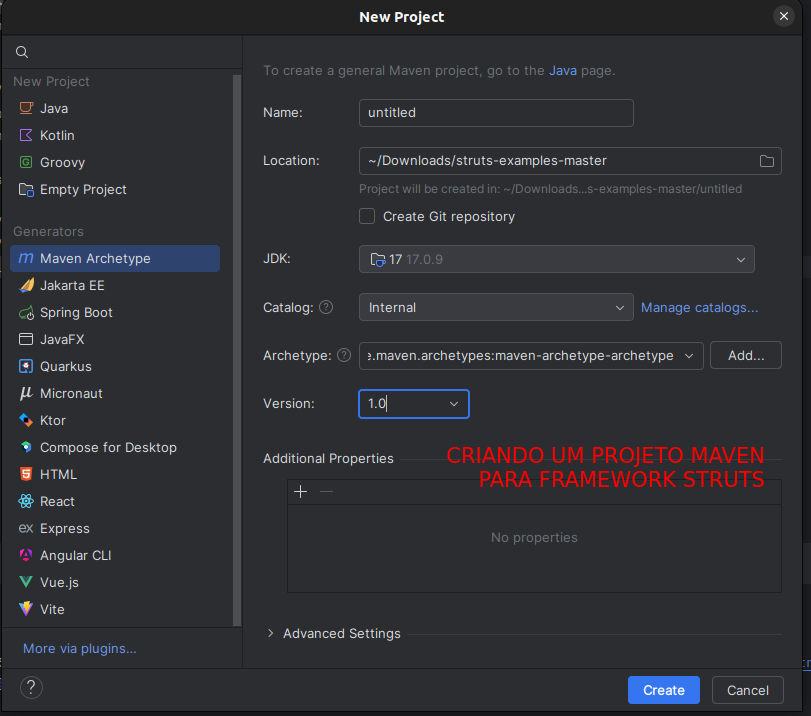 New Project
New Project
Java
Kotlin
Groovy
Empty Project
Generators
Maven Archetype
Jakarta EE
Spring Boot
JavaFX
Quarkus
Micronaut
Ktor
Compose for Desktop
HTML
React
Express
Angular CLI
Vue.js
Vite
More via plugins...
To create a general Maven project, go to the Java page.
Name: untitled
Location: ~/Downloads/struts-examples-master
Project will be created in: ~/Downloads...s-examples-master/untitled
Create Git repository
JDK: 17 17.0.9
Catalog: ? Internal Manage catalogs...
Archetype: ? e.maven.archetypes:maven-archetype-archetype Add...
Version: 1.0
Additional Properties
CRIANDO UM PROJETO MAVEN
PARA FRAMEWORK STRUTS
No properties
Advanced Settings
? Create Cancel